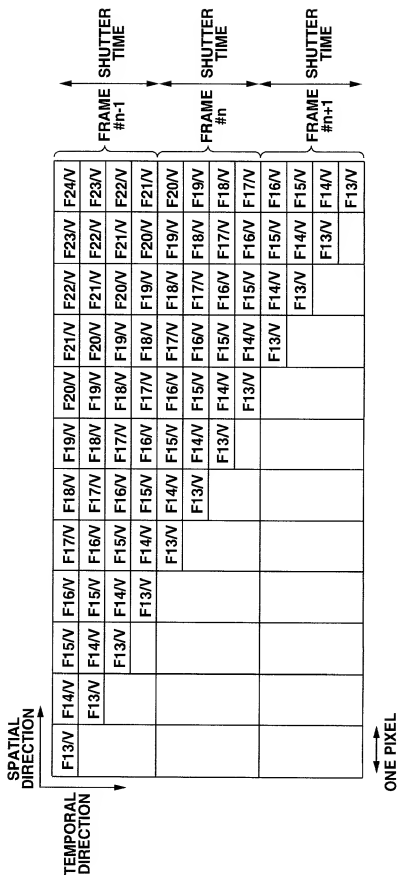 SPATIAL
DIRECTION
TEMPORAL
DIRECTION
F13/V F14/V F15/V F16/V F17/V F18/V F19/V F20/V F21/V F22/V F23/V F24/V
F13/V F14/V F15/V F16/V F17/V F18/V F19/V F20/V F21/V F22/V F23/V
F13/V F14/V F15/V F16/V F17/V F18/V F19/V F20/V F21/V F22/V
F13/V F14/V F15/V F16/V F17/V F18/V F19/V F20/V F21/V
FRAME
#n-1
SHUTTER
TIME
F13/V F14/V F15/V F16/V F17/V F18/V F19/V F20/V
F13/V F14/V F15/V F16/V F17/V F18/V F19/V
F13/V F14/V F15/V F16/V F17/V F18/V
F13/V F14/V F15/V F16/V F17/V
FRAME
#n
SHUTTER
TIME
F13/V F14/V F15/V F16/V
F13/V F14/V F15/V
F13/V F14/V
F13/V
FRAME
#n+1
SHUTTER
TIME
ONE PIXEL